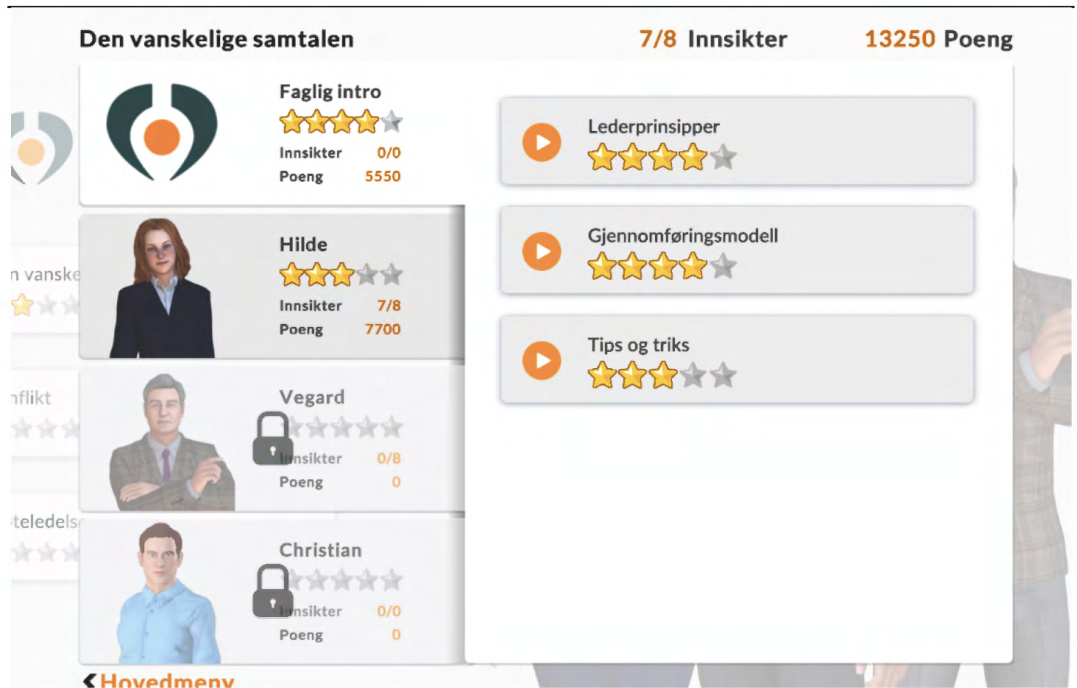 Den vanskelige samtalen 7/8 Innsikter 13250 Poeng
Faglig intro
Innsikter 0/0
Poeng 5550
Hilde
Innsikter 7/8
Poeng 7700
Vegard
Innsikter 0/8
Poeng 0
Christian
Innsikter 0/0
Poeng 0
Lederprinsipper
Gjennomføringsmodell
Tips og triks
Hovedmeny